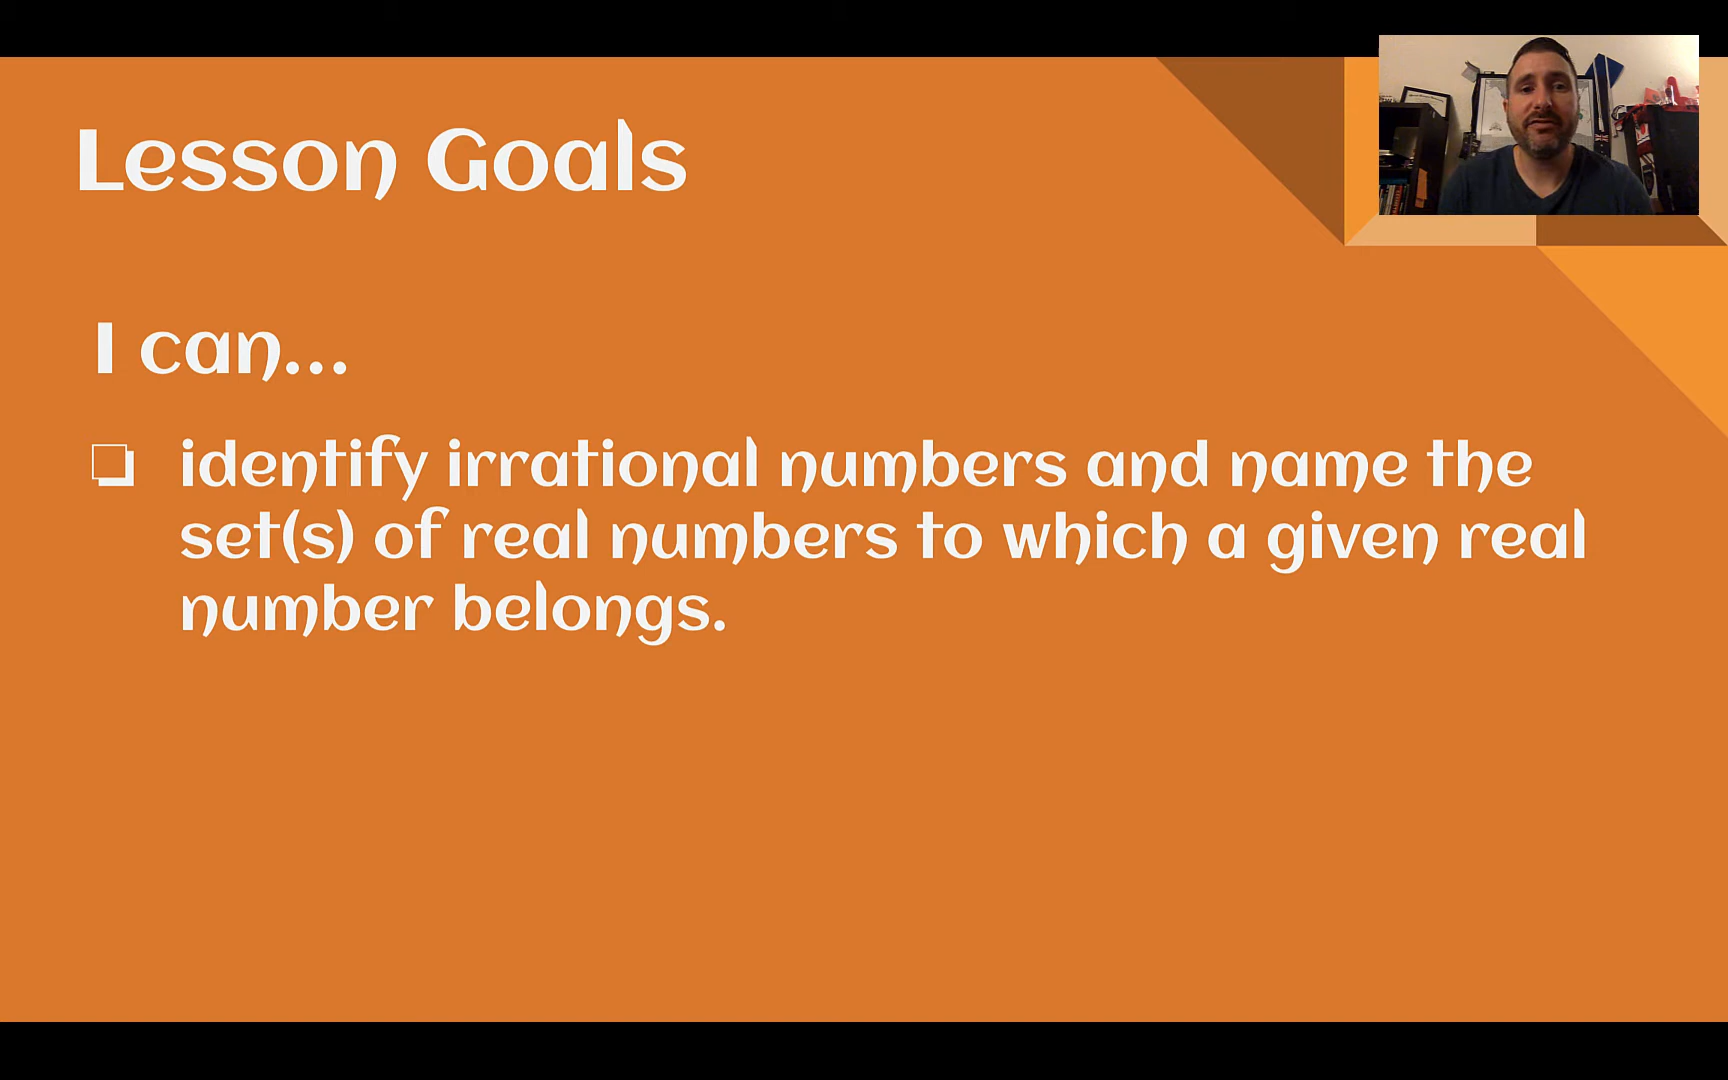 Lesson Goals
I can...
identify irrational numbers and name the
set(s) of real numbers to which a given real
number belongs.